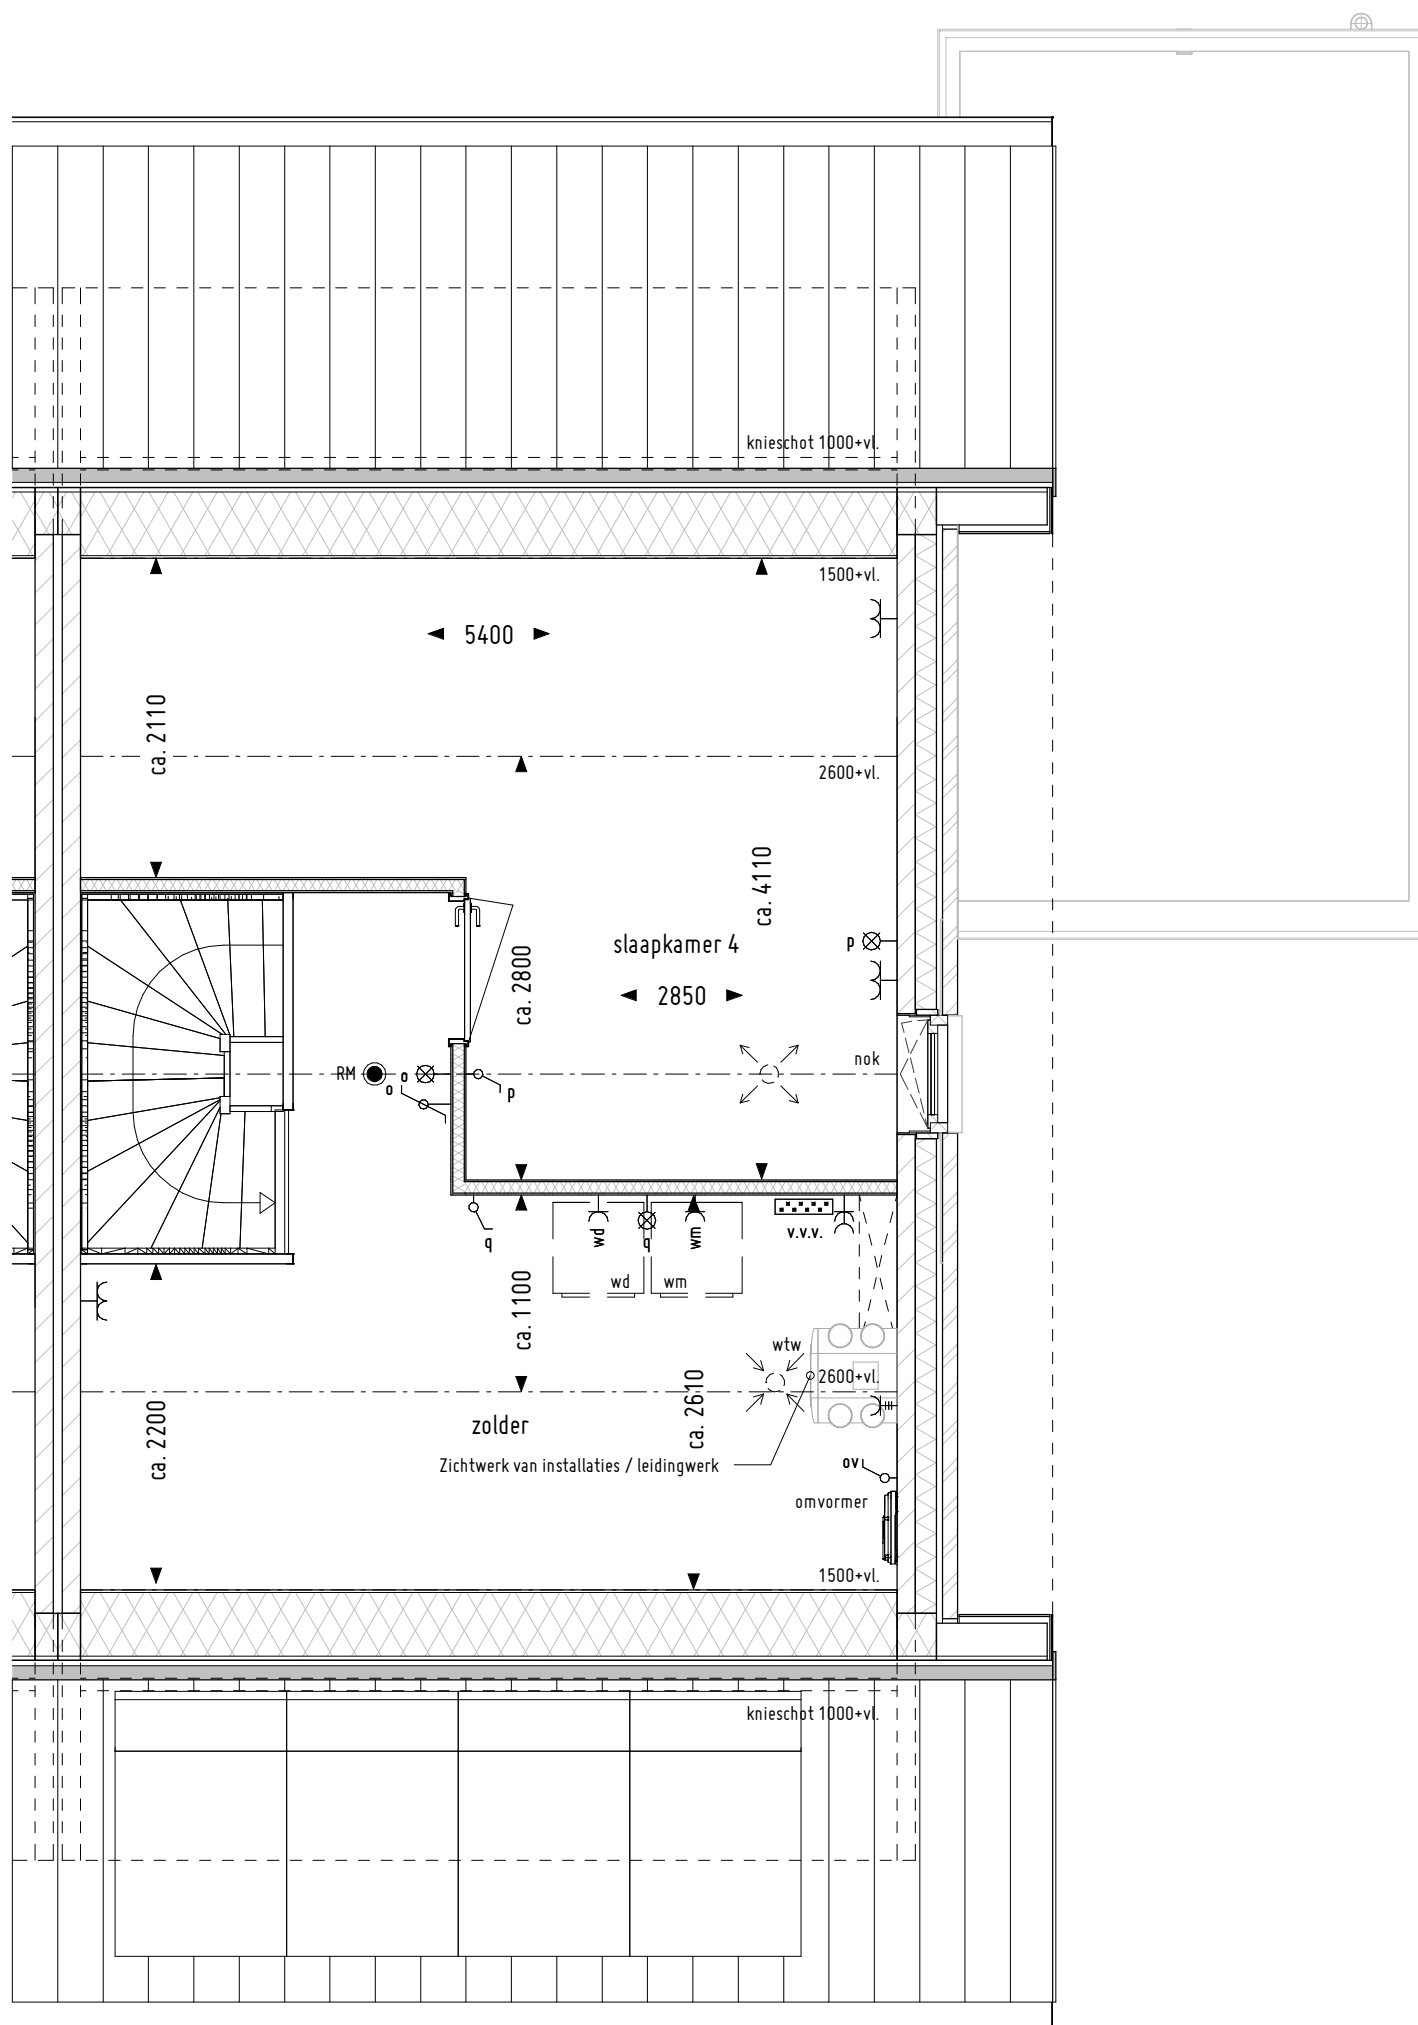 knieschot 1000+vl.
1500+vl.
5400
ca. 2110
2600+vl.
ca. 4110
slaapkamer 4
p
ca. 2800
2850
nok
RM
o
o
p
q
wd
q
wm
v.v.v.
wd
wm
ca. 1100
wtw
2600+vl.
ca. 2610
ca. 2200
zolder
Zichtwerk van installaties / leidingwerk
ov
omvormer
1500+vl.
knieschot 1000+vl.